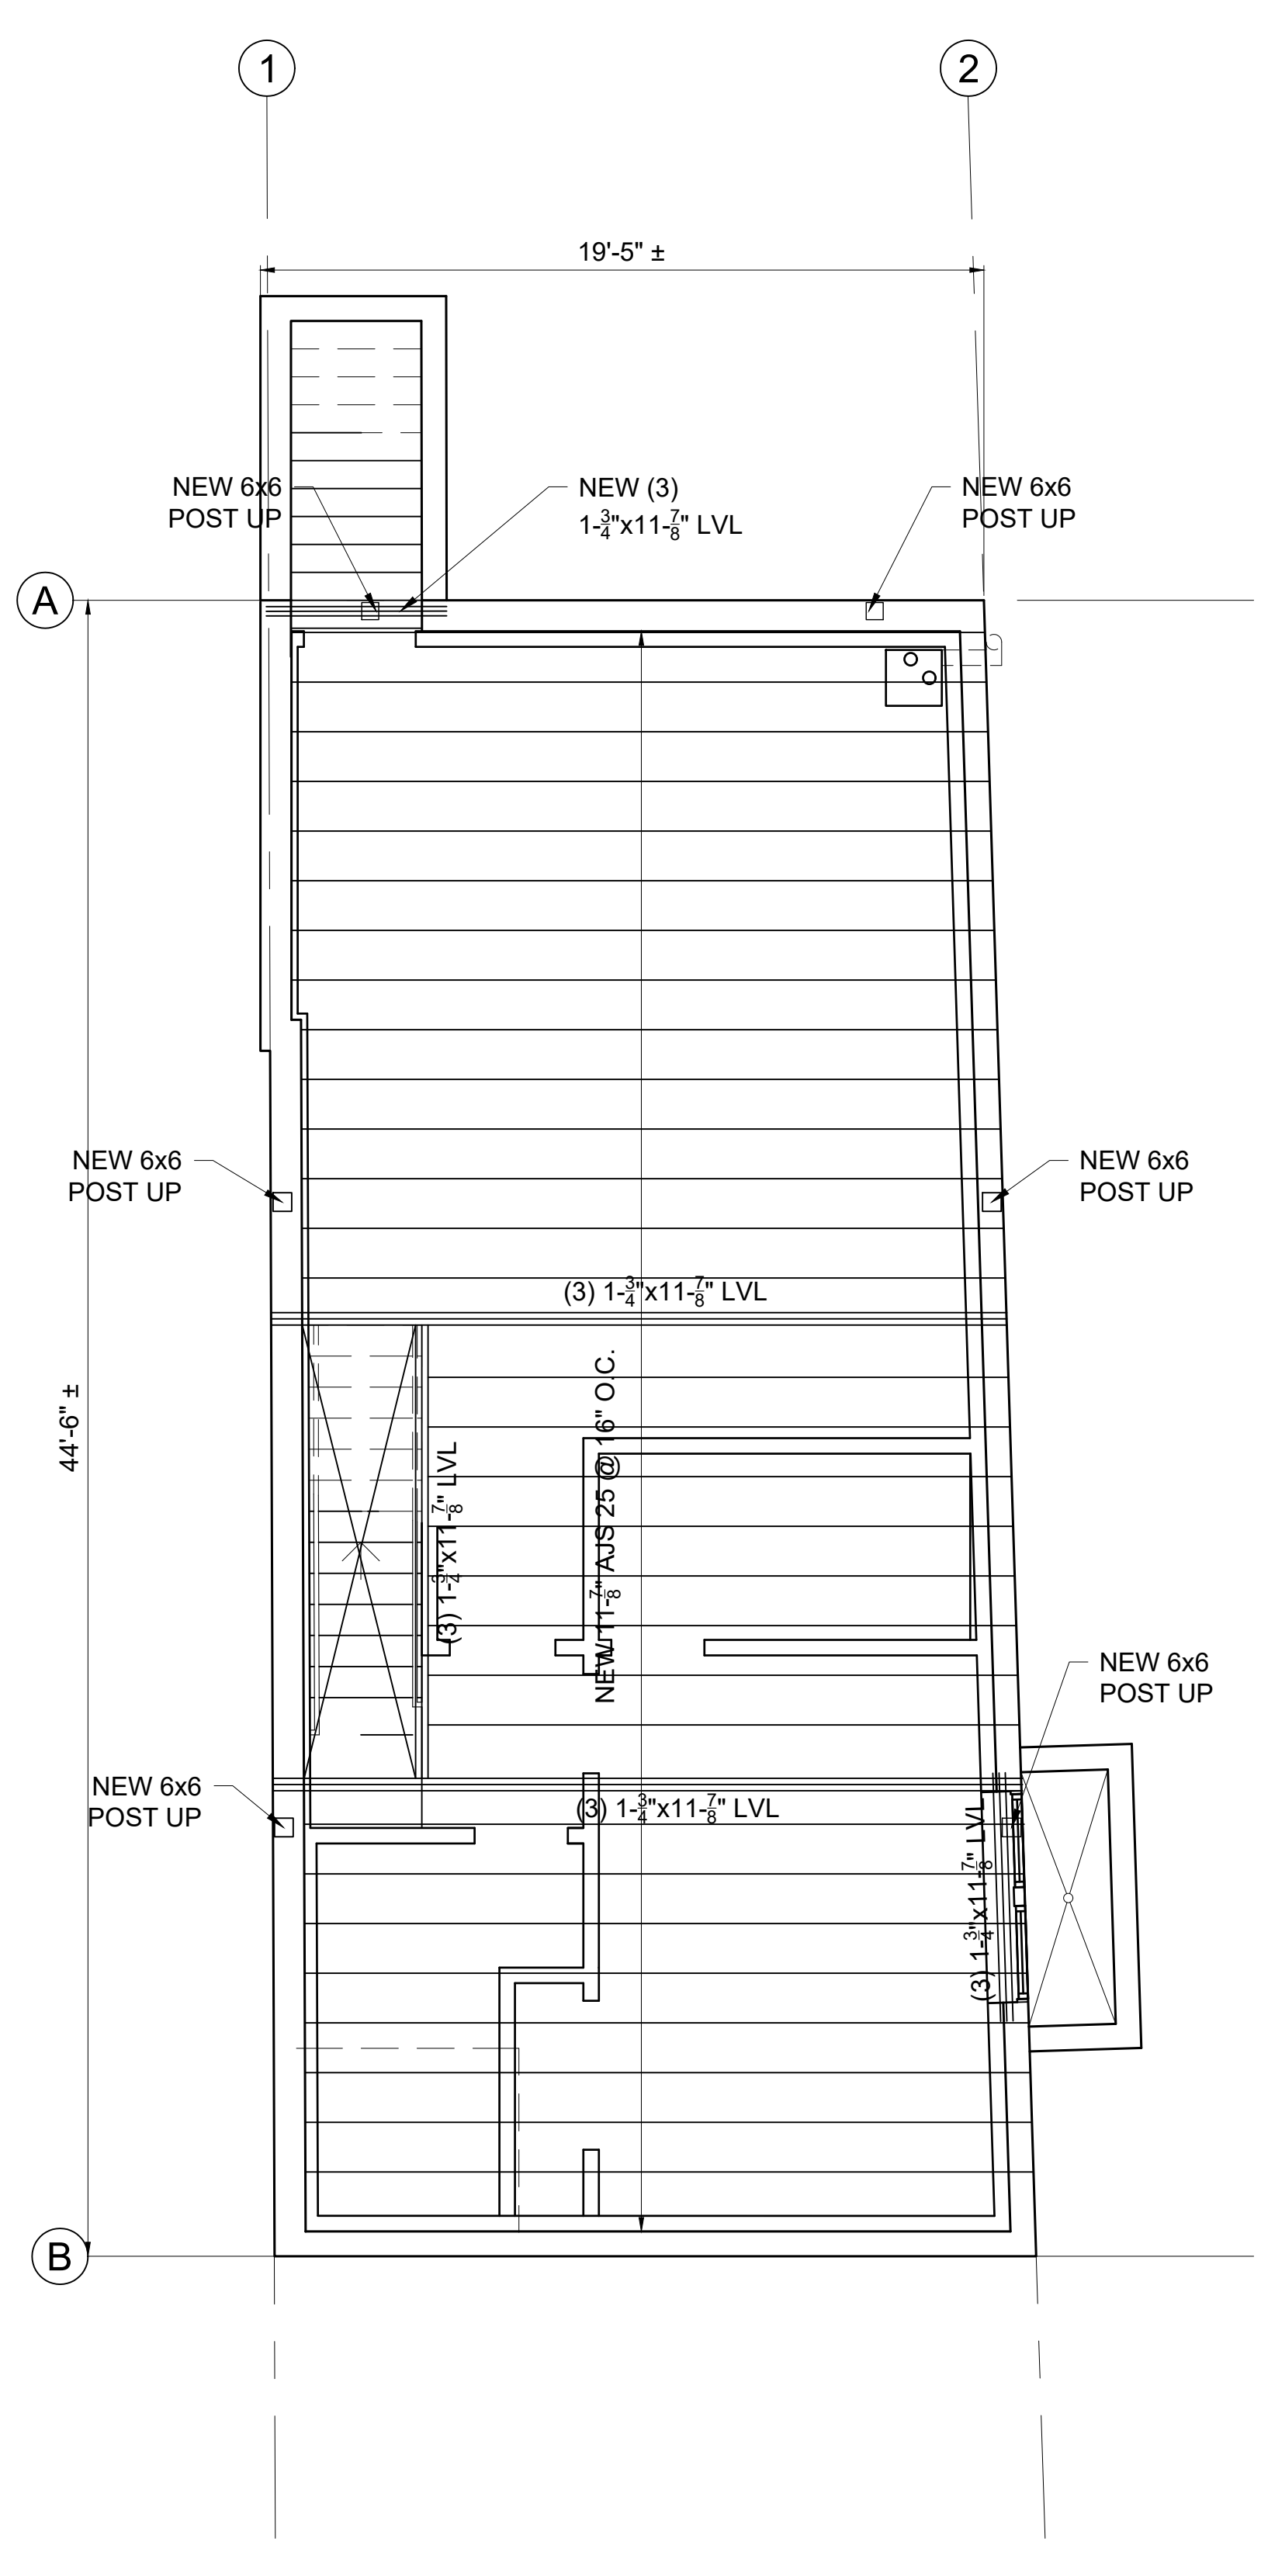 1
2
19'-5" ±
NEW 6x6
POST UP
NEW (3)
1-3/4"x11-7/8" LVL
NEW 6x6
POST UP
A
NEW 6x6
POST UP
NEW 6x6
POST UP
(3) 1-3/4"x11-7/8" LVL
44'-6" ±
(3) 1-3/4"x11-7/8" LVL
NEW 11-7/8" AJS 25 @ 16" O.C.
NEW 6x6
POST UP
NEW 6x6
POST UP
(3) 1-3/4"x11-7/8" LVL
(3) 1-3/4"x11-7/8" LVL
B